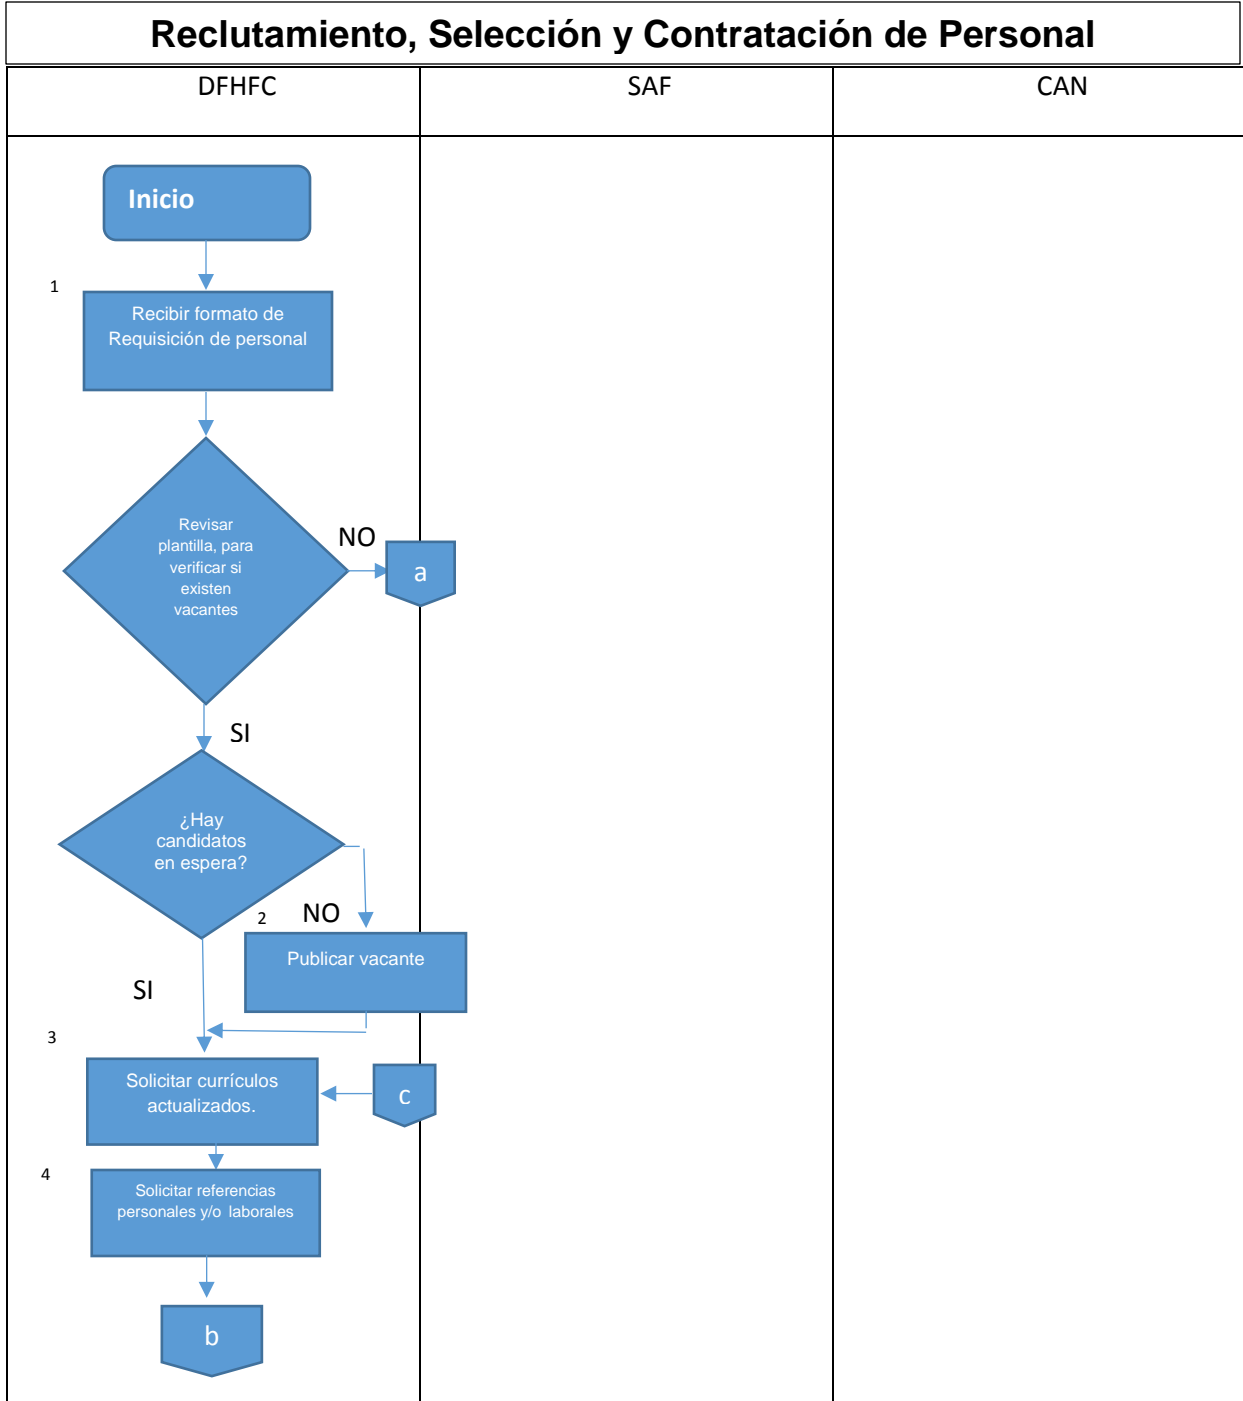 Reclutamiento, Selección y Contratación de Personal
DFHFC
SAF
CAN
Inicio
1
Recibir formato de
Requisición de personal
Revisar
plantilla, para
verificar si
existen
vacantes
NO
a
SI
¿Hay
candidatos
en espera?
2
NO
Publicar vacante
SI
3
Solicitar currículos
actualizados.
c
4
Solicitar referencias
personales y/o laborales
b